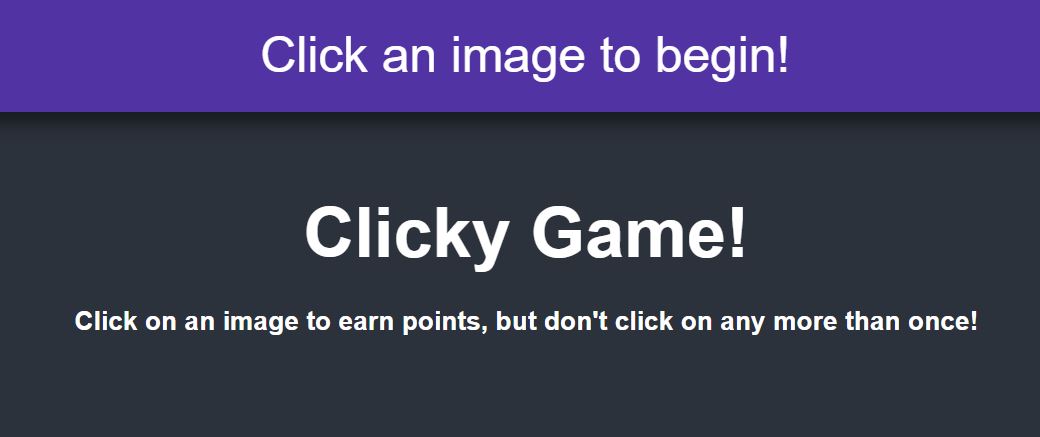 Click an image to begin!
Clicky Game!
Click on an image to earn points, but don't click on any more than once!